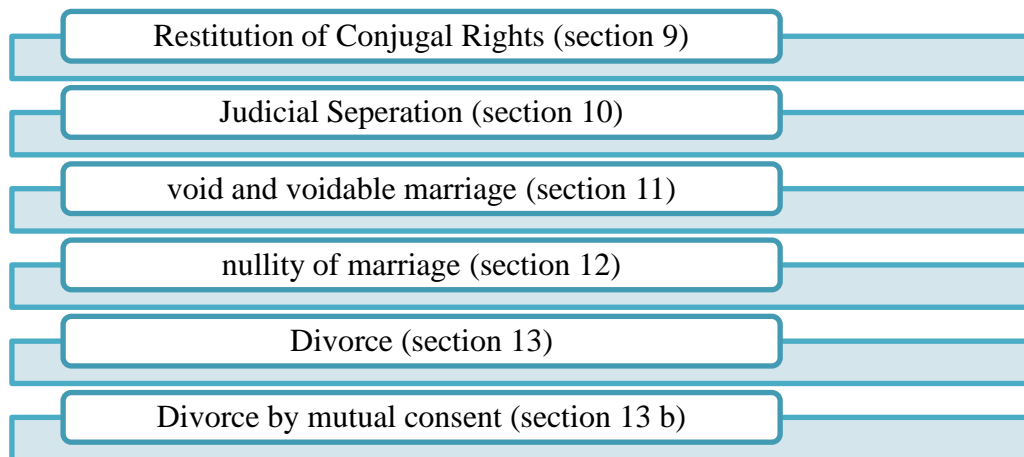 Restitution of Conjugal Rights (section 9)
Judicial Seperation (section 10)
void and voidable marriage (section 11)
nullity of marriage (section 12)
Divorce (section 13)
Divorce by mutual consent (section 13 b)